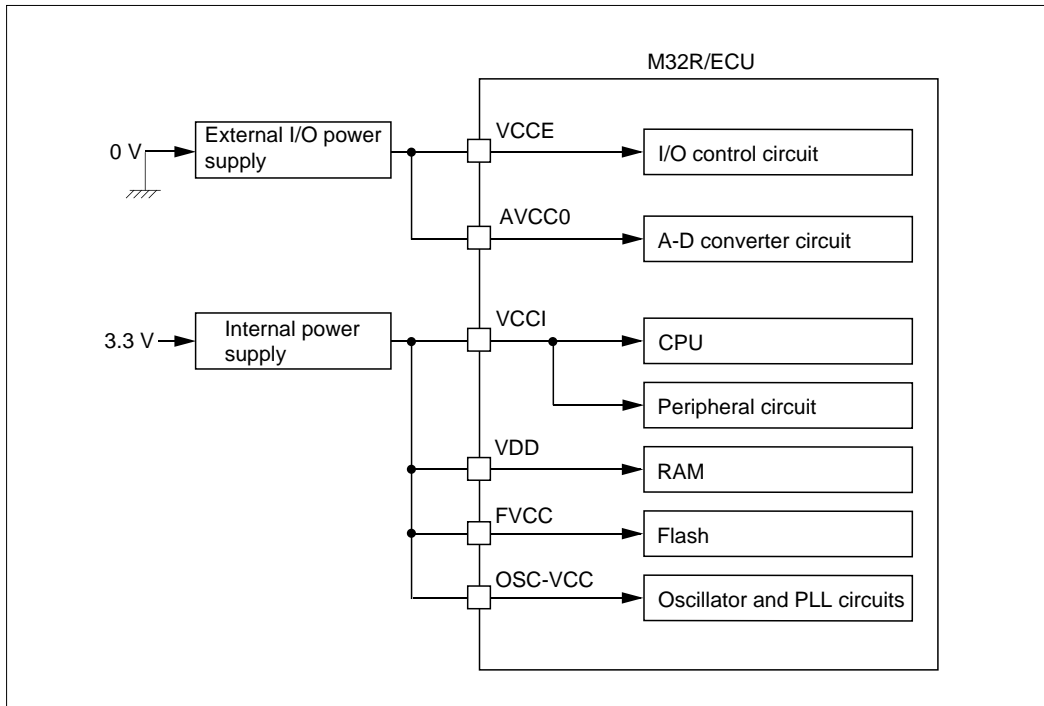 M32R/ECU
0 V
External I/O power
supply
VCCE
I/O control circuit
AVCC0
A-D converter circuit
3.3 V
Internal power
supply
VCCI
CPU
Peripheral circuit
VDD
RAM
FVCC
Flash
OSC-VCC
Oscillator and PLL circuits